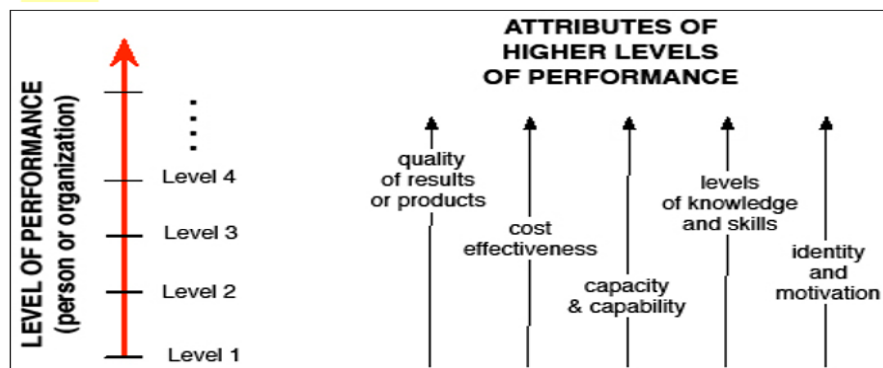 LEVEL OF PERFORMANCE
(person or organization)
Level 4
Level 3
Level 2
Level 1
ATTRIBUTES OF
HIGHER LEVELS
OF PERFORMANCE
quality
of results
or products
cost
effectiveness
capacity
& capability
levels
of knowledge
and skills
identity
and
motivation